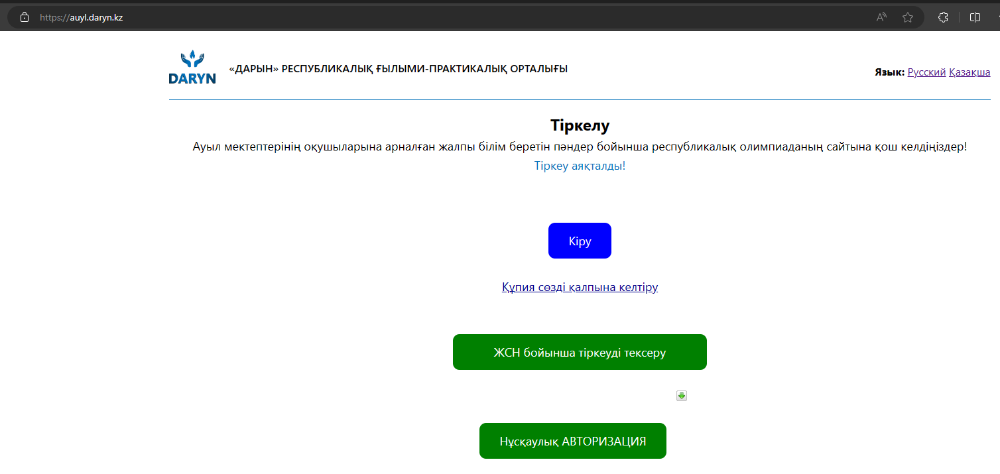 https://auyl.daryn.kz
DARYN
«ДАРЫН» РЕСПУБЛИКАЛЫҚ ҒЫЛЫМИ-ПРАКТИКАЛЫҚ ОРТАЛЫҒЫ
Язык: Русский Қазақша
Тіркелу
Ауыл мектептерінің оқушыларына арналған жалпы білім беретін пәндер бойынша республикалық олимпиаданың сайтына қош келдіңіздер!
Тіркеу аяқталды!
Кіру
Құпия сөзді қалпына келтіру
ЖСН бойынша тіркеуді тексеру
Нұсқаулық АВТОРИЗАЦИЯ